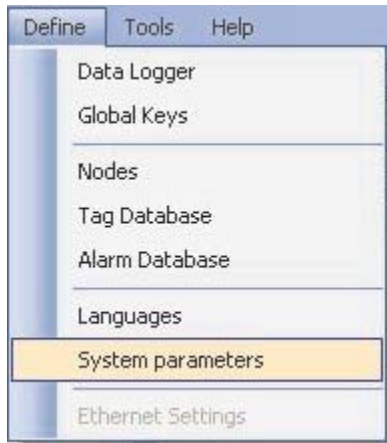 Define Tools Help
Data Logger
Global Keys
Nodes
Tag Database
Alarm Database
Languages
System parameters
Ethernet Settings